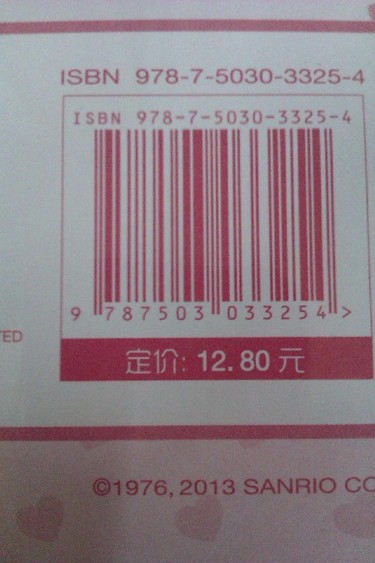 ISBN 978-7-5030-3325-4
ISBN 978-7-5030-3325-4
9 787503 033254 >
定价: 12.80 元
TED
©1976, 2013 SANRIO CO